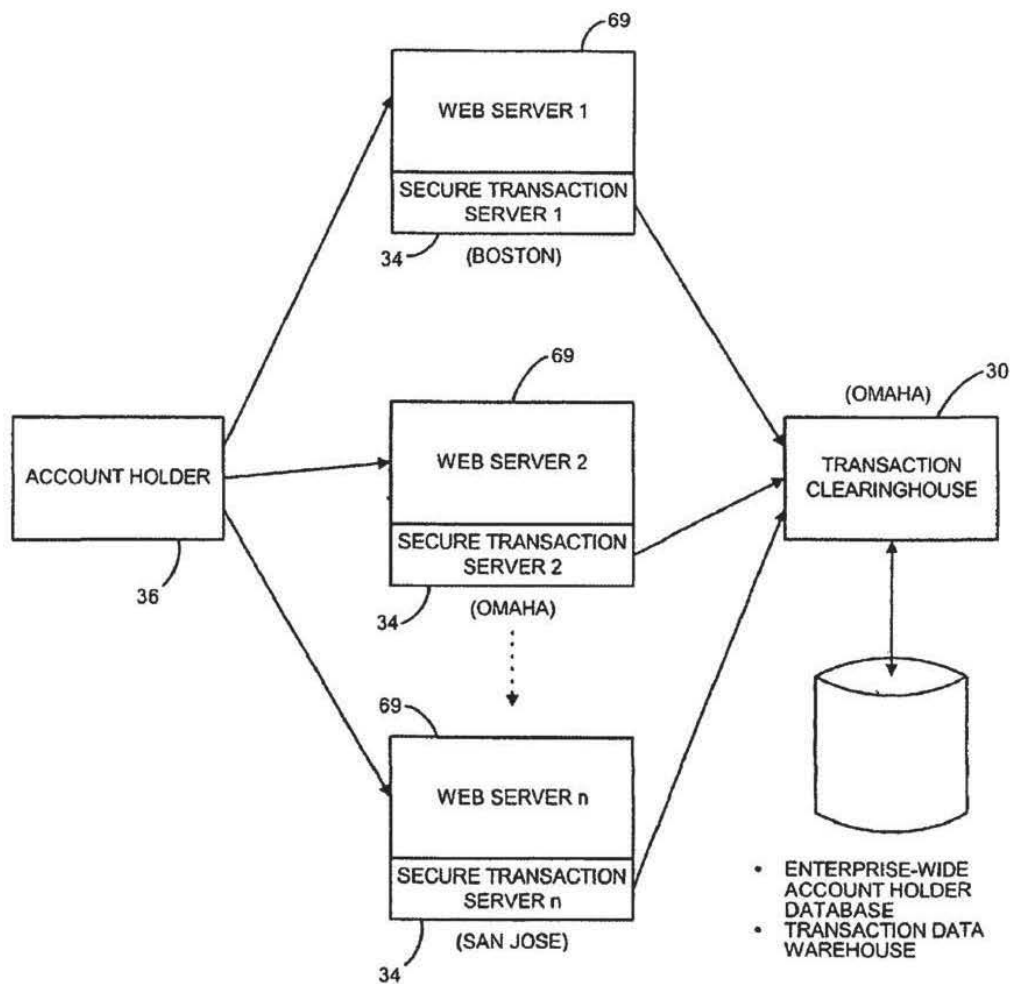 69
WEB SERVER 1
SECURE TRANSACTION
SERVER 1
34
(BOSTON)
69
WEB SERVER 2
SECURE TRANSACTION
SERVER 2
34
(OMAHA)
ACCOUNT HOLDER
36
(OMAHA)
30
TRANSACTION
CLEARINGHOUSE
69
WEB SERVER n
SECURE TRANSACTION
SERVER n
34
(SAN JOSE)
• ENTERPRISE-WIDE
ACCOUNT HOLDER
DATABASE
• TRANSACTION DATA
WAREHOUSE